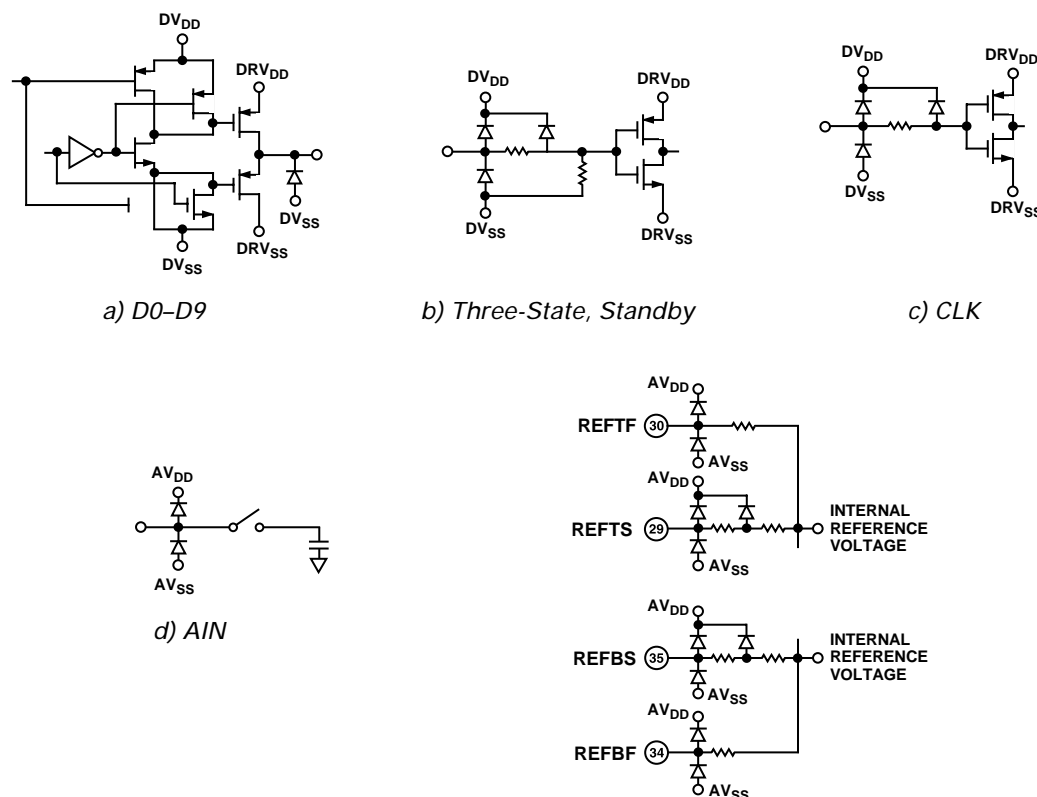 DVDD
DRVDD
DVSS
DVSS
DRVSS
a) D0–D9
DVDD
DRVDD
DVSS
DRVSS
b) Three-State, Standby
DVDD
DRVDD
DVSS
DRVSS
c) CLK
AVDD
AVSS
d) AIN
AVDD
REFTF 30
AVSS
AVDD
REFTS 29
INTERNAL
REFERENCE
VOLTAGE
AVSS
AVDD
REFBS 35
INTERNAL
REFERENCE
VOLTAGE
AVSS
AVDD
REFBF 34
AVSS